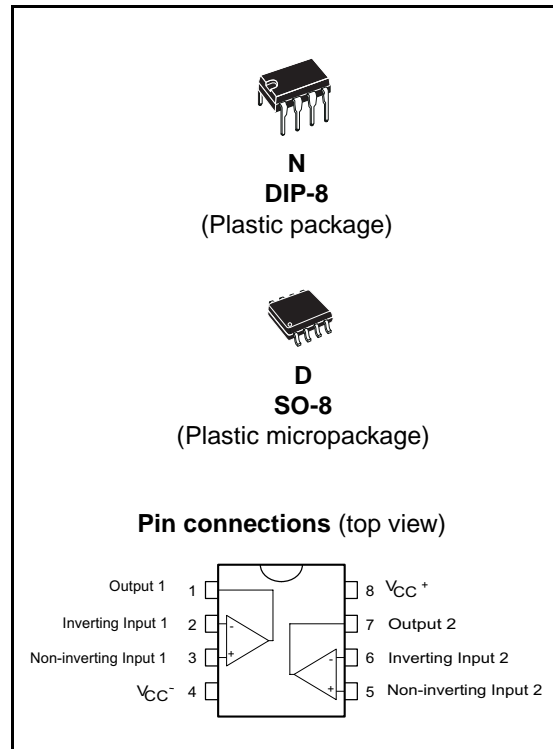 N
DIP-8
(Plastic package)
D
SO-8
(Plastic micropackage)
Pin connections (top view)
Output 1 1
Inverting Input 1 2 -
Non-inverting Input 1 3 +
VCC- 4
8 VCC+
7 Output 2
- 6 Inverting Input 2
+ 5 Non-inverting Input 2